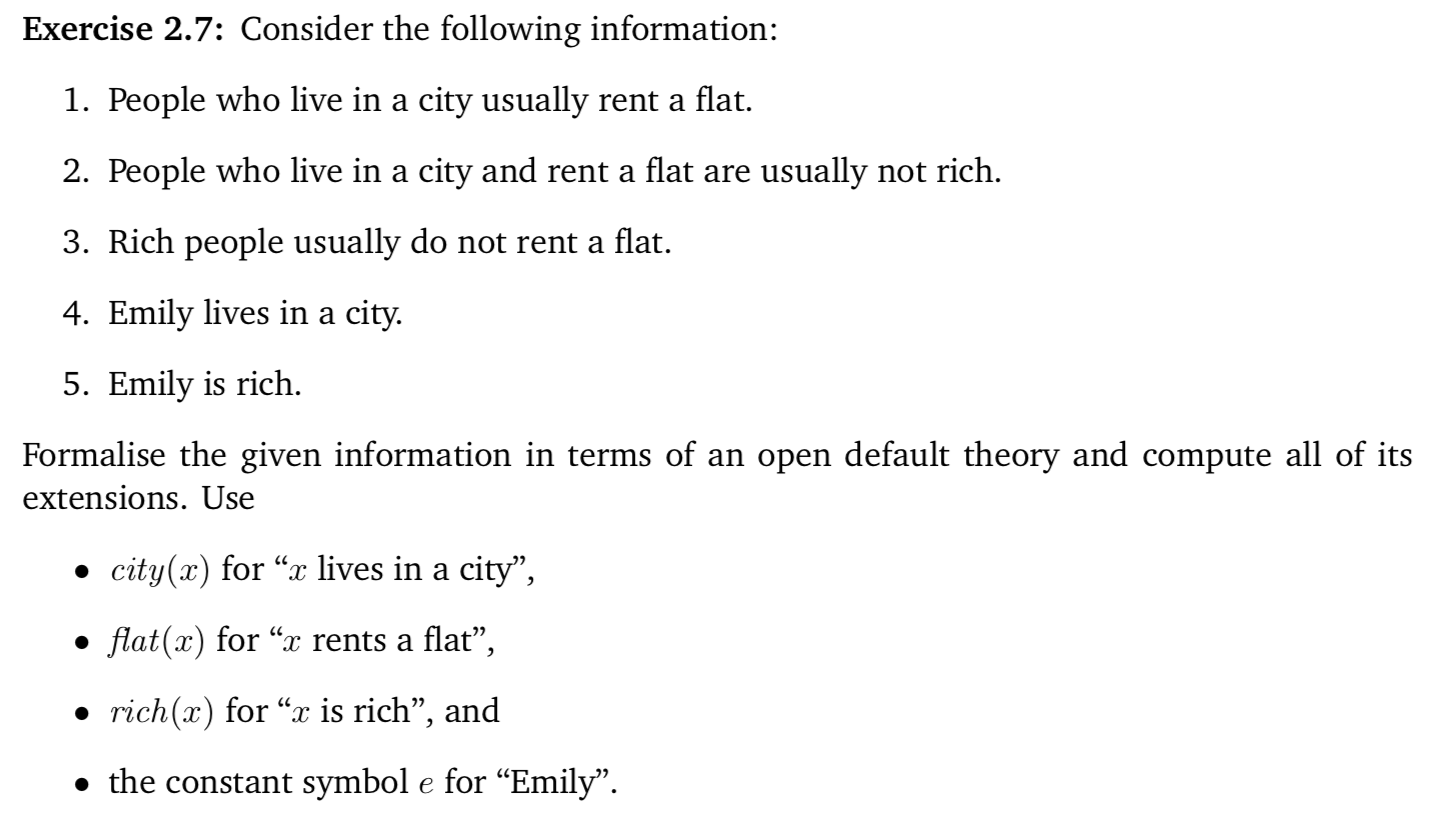 Exercise 2.7: Consider the following information:
1. People who live in a city usually rent a flat.
2. People who live in a city and rent a flat are usually not rich.
3. Rich people usually do not rent a flat.
4. Emily lives in a city.
5. Emily is rich.
Formalise the given information in terms of an open default theory and compute all of its
extensions. Use
• city(x) for “x lives in a city”,
• flat(x) for “x rents a flat”,
• rich(x) for “x is rich”, and
• the constant symbol e for “Emily”.